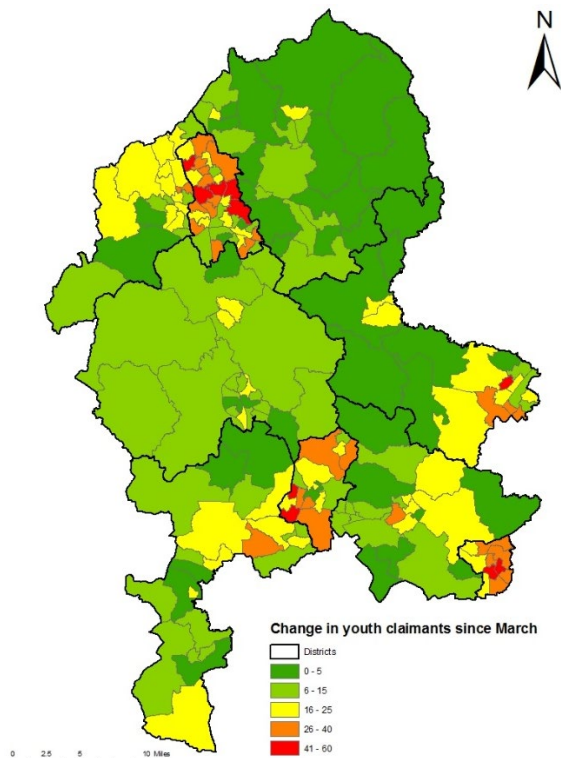 N
Change in youth claimants since March
Districts
0 - 5
6 - 15
16 - 25
26 - 40
41 - 60
0 2.5 5 10 Miles